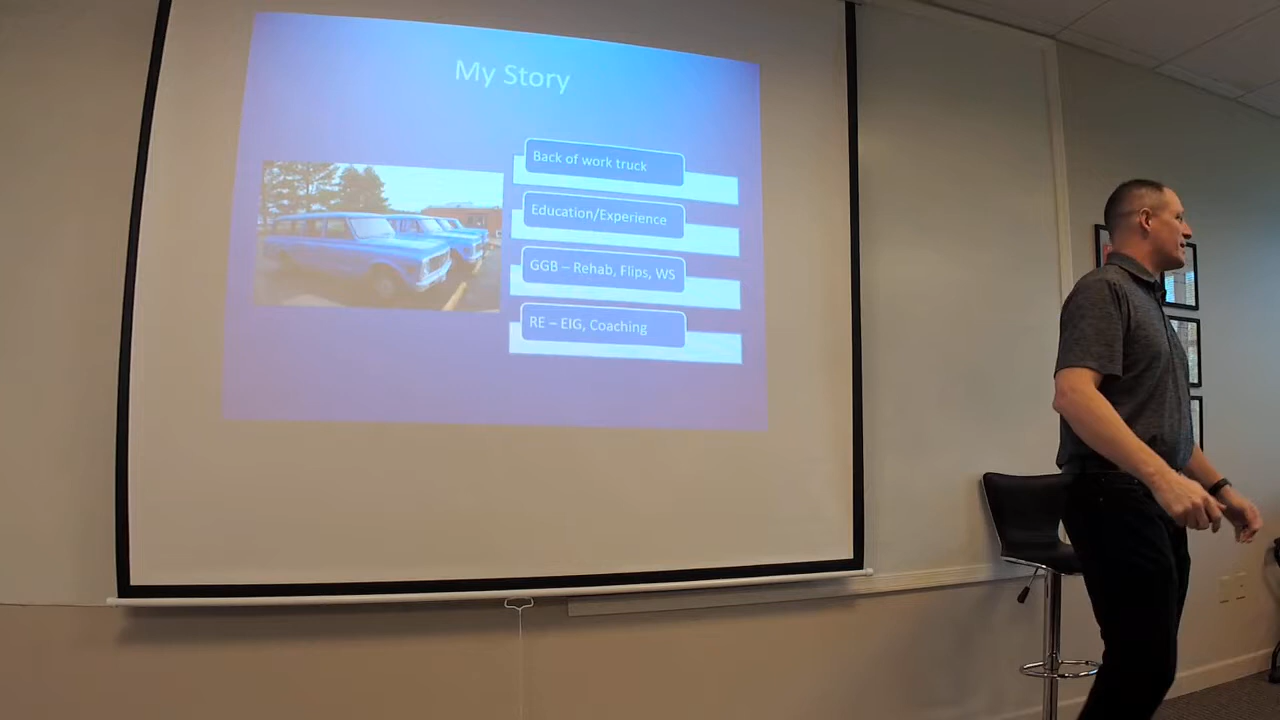 My Story
Back of work truck
Education/Experience
GGB – Rehab, Flips, WS
RE – EIG, Coaching